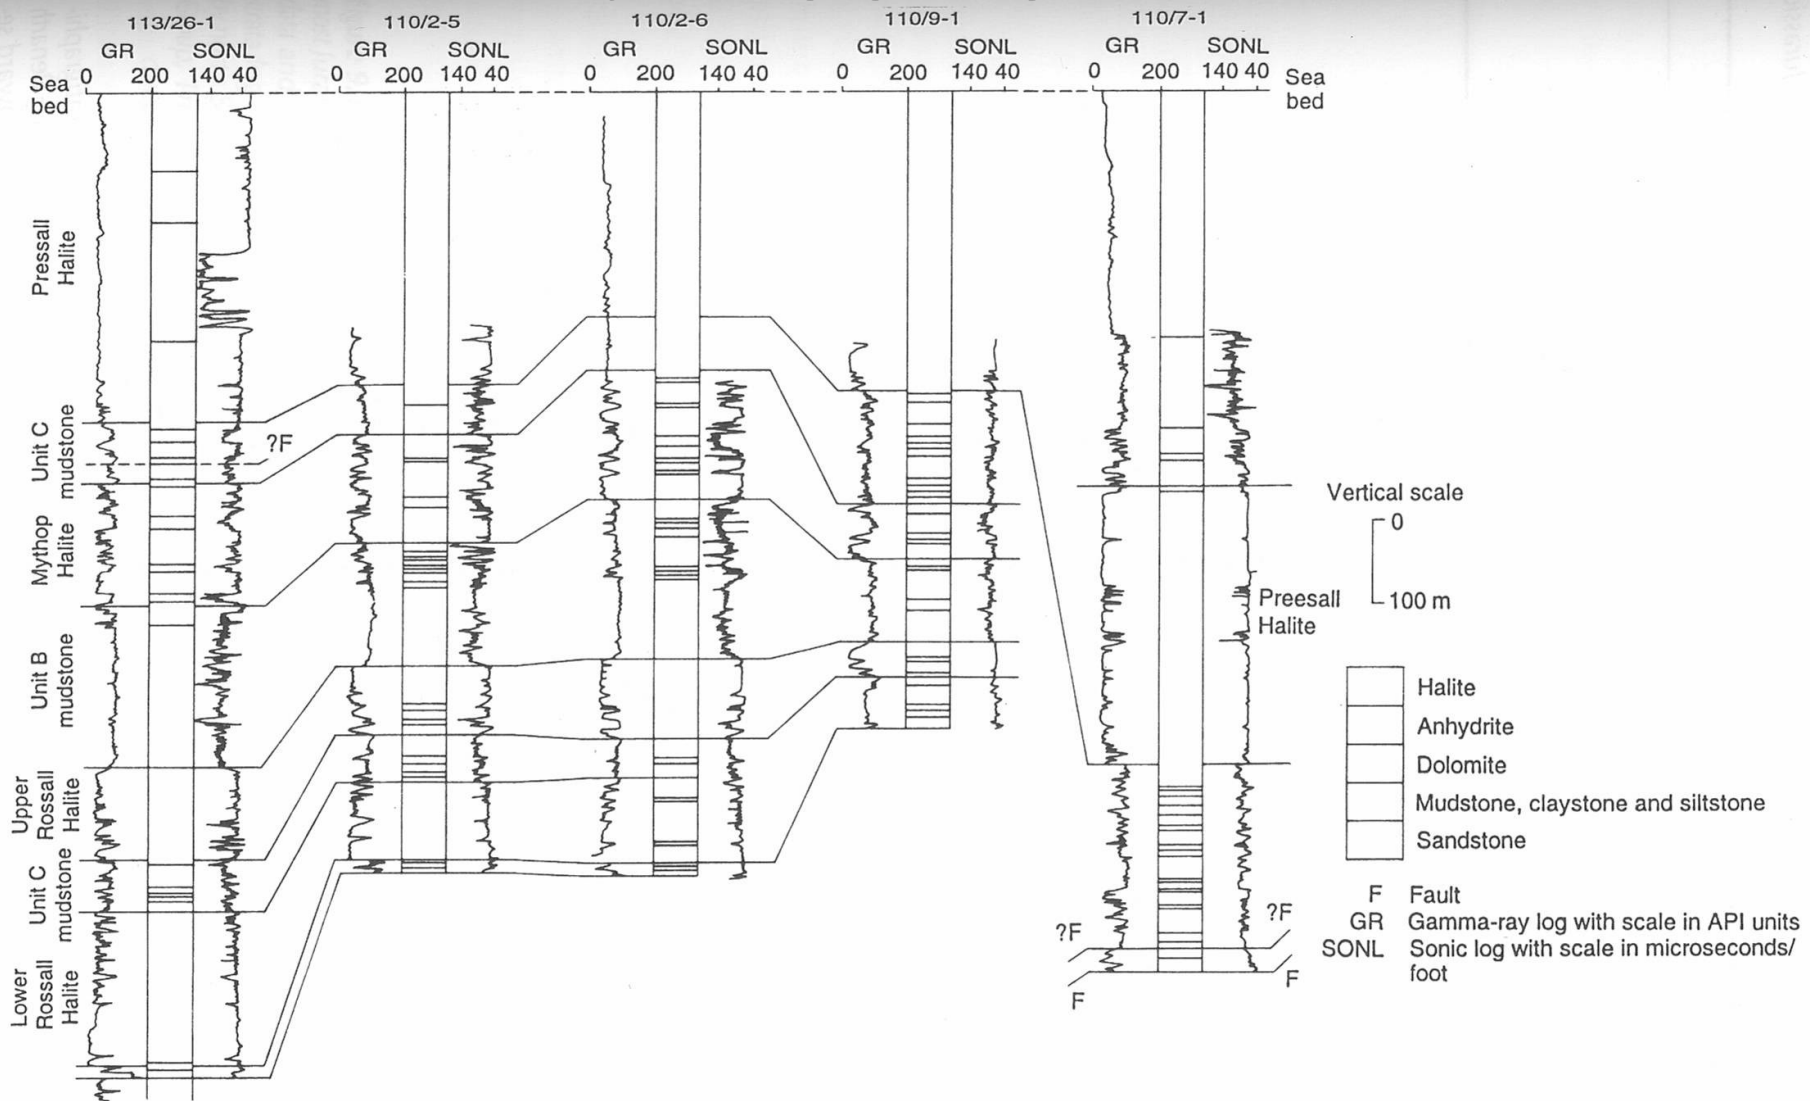 113/26-1 110/2-5 110/2-6 110/9-1 110/7-1
GR SONL GR SONL GR SONL GR SONL GR SONL
0 200 140 40 0 200 140 40 0 200 140 40 0 200 140 40 0 200 140 40
Sea
bed
Sea
bed
Pressall
Halite
Unit C
mudstone
?F
Mythop
Halite
Unit B
mudstone
Upper
Rossall
Halite
Unit C
mudstone
Lower
Rossall
Halite
Preesall
Halite
?F
F
?F
F
Vertical scale
0
100 m
Halite
Anhydrite
Dolomite
Mudstone, claystone and siltstone
Sandstone
F Fault
GR Gamma-ray log with scale in API units
SONL Sonic log with scale in microseconds/
foot